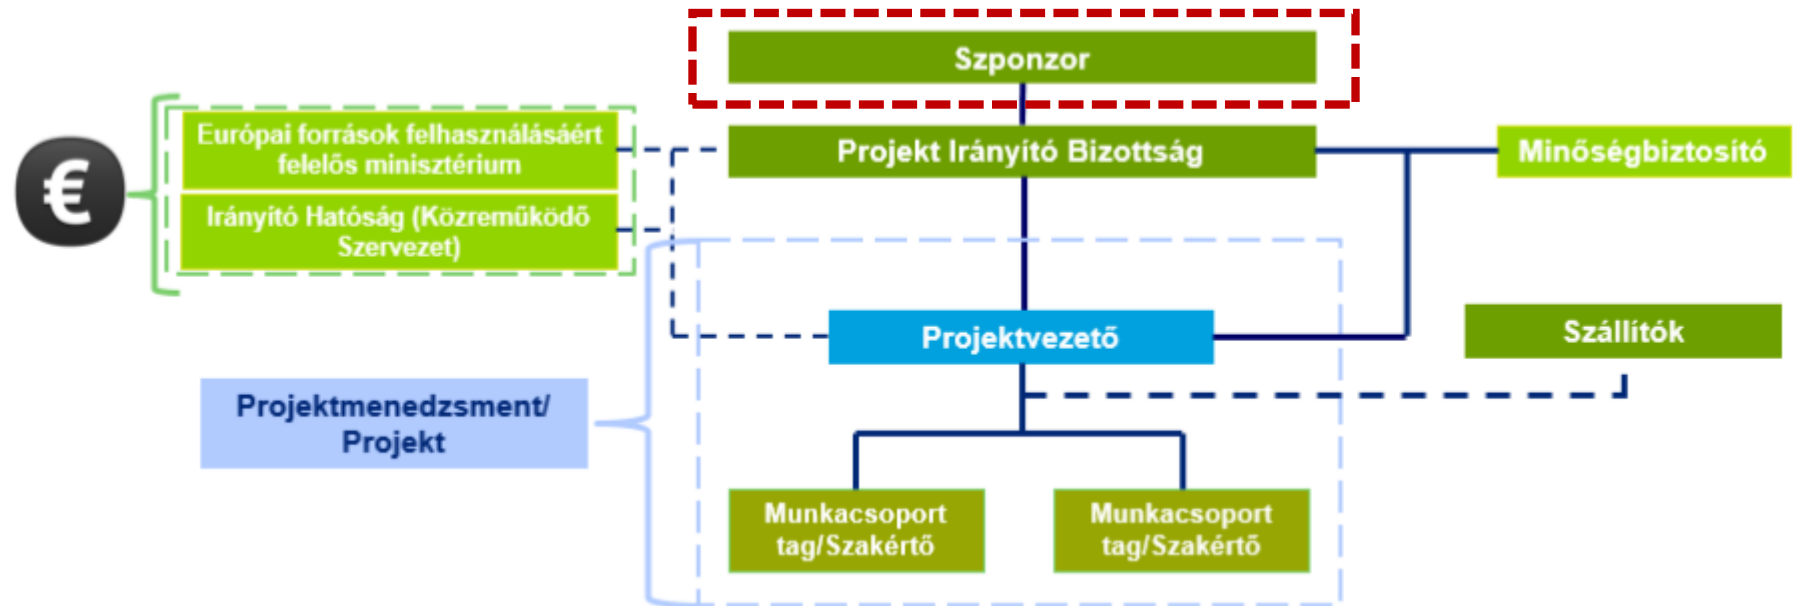 Szponzor
Európai források felhasználásáért
felelős minisztérium
Projekt Irányító Bizottság
Minőségbiztosító
€
Irányító Hatóság (Közreműködő
Szervezet)
Projektvezető
Szállítók
Projektmenedzsment/
Projekt
Munkacsoport
tag/Szakértő
Munkacsoport
tag/Szakértő